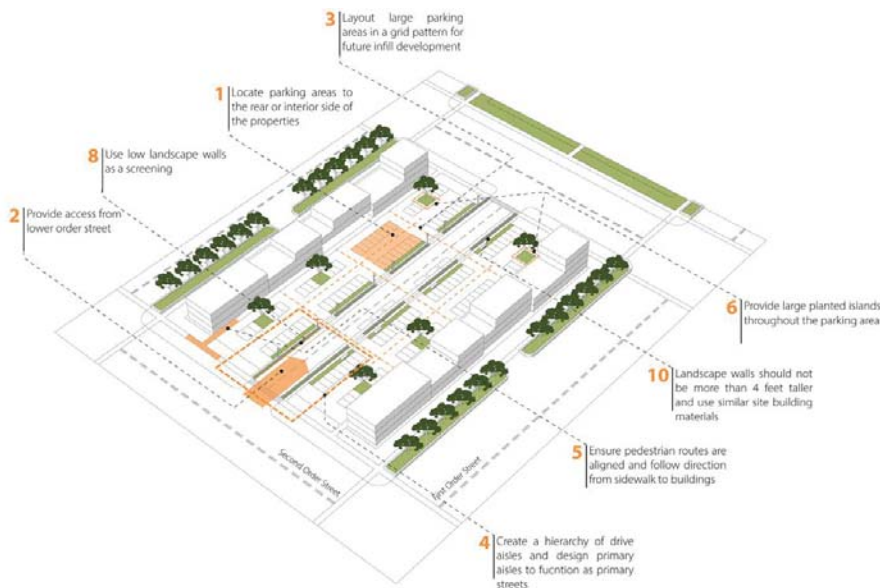 3 Layout large parking
areas in a grid pattern for
future infill development
1 Locate parking areas to
the rear or interior side of
the properties
8 Use low landscape walls
as a screening
2 Provide access from
lower order street
6 Provide large planted islands
throughout the parking area
10 Landscape walls should not
be more than 4 feet taller
and use similar site building
materials
5 Ensure pedestrian routes are
aligned and follow direction
from sidewalk to buildings
Second Order Street
First Order Street
4 Create a hierarchy of drive
aisles and design primary
aisles to fucntion as primary
streets